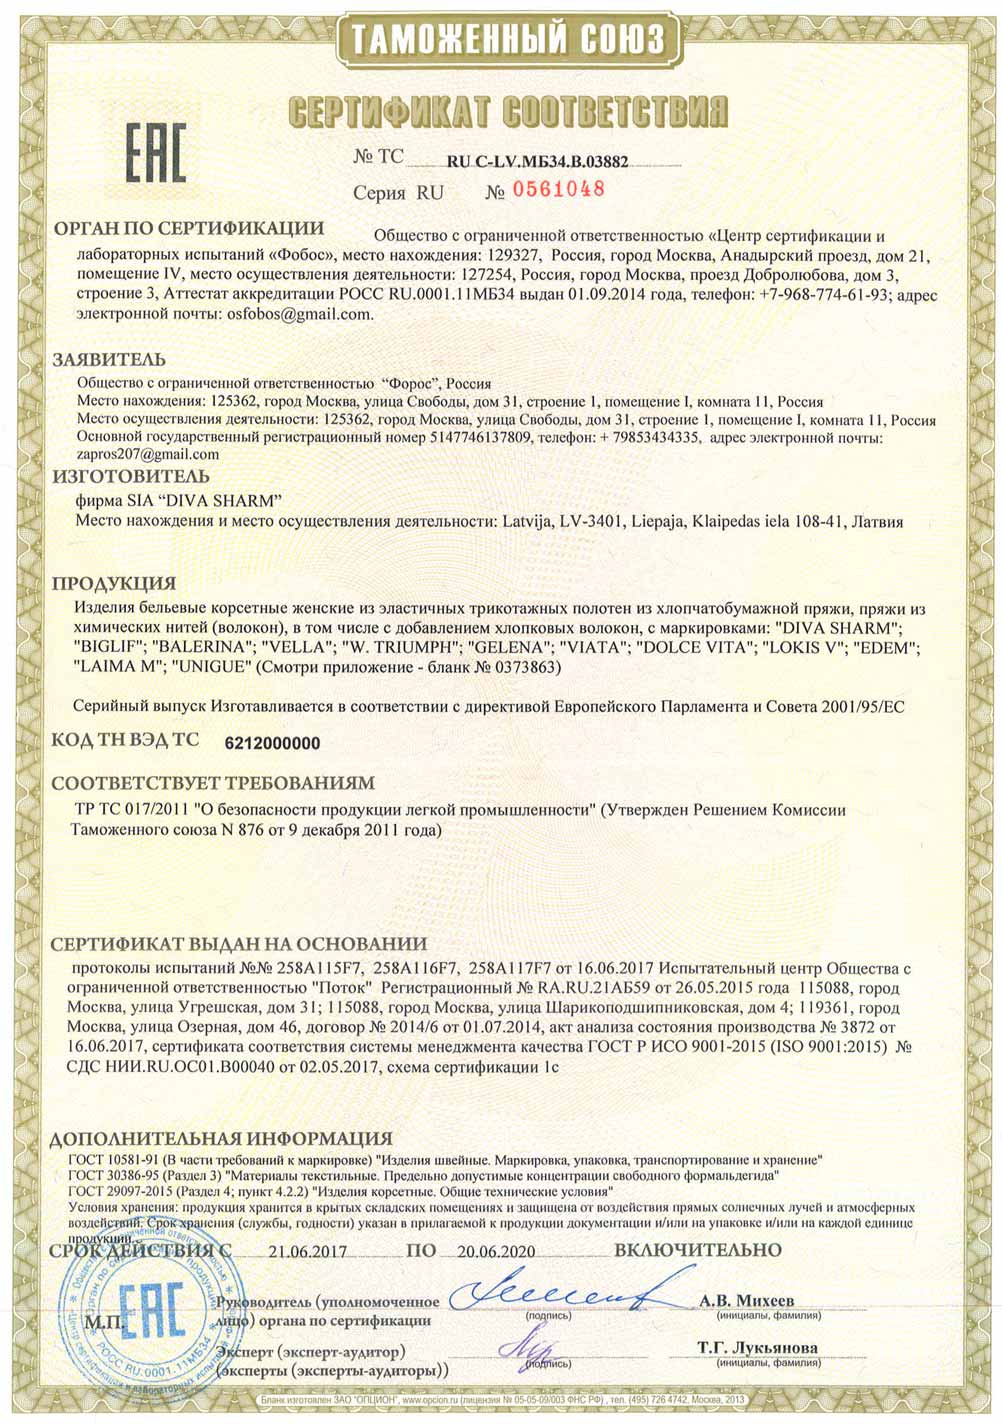 ТАМОЖЕННЫЙ СОЮЗ
СЕРТИФИКАТ СООТВЕТСТВИЯ
ЕАС
№ ТС RU С-LV.МБ34.В.03882
Серия RU № 0561048
ОРГАН ПО СЕРТИФИКАЦИИ Общество с ограниченной ответственностью «Центр сертификации и
лабораторных испытаний «Фобос», место нахождения: 129327, Россия, город Москва, Анадырский проезд, дом 21,
помещение IV, место осуществления деятельности: 127254, Россия, город Москва, проезд Добролюбова, дом 3,
строение 3, Аттестат аккредитации РОСС RU.0001.11МБ34 выдан 01.09.2014 года, телефон: +7-968-774-61-93; адрес
электронной почты: osfobos@gmail.com.
ЗАЯВИТЕЛЬ
Общество с ограниченной ответственностью “Форос”, Россия
Место нахождения: 125362, город Москва, улица Свободы, дом 31, строение 1, помещение I, комната 11, Россия
Место осуществления деятельности: 125362, город Москва, улица Свободы, дом 31, строение 1, помещение I, комната 11, Россия
Основной государственный регистрационный номер 5147746137809, телефон: + 79853434335, адрес электронной почты:
zapros207@gmail.com
ИЗГОТОВИТЕЛЬ
фирма SIA “DIVA SHARM”
Место нахождения и место осуществления деятельности: Latvija, LV-3401, Liepaja, Klaipedas iela 108-41, Латвия
ПРОДУКЦИЯ
Изделия бельевые корсетные женские из эластичных трикотажных полотен из хлопчатобумажной пряжи, пряжи из
химических нитей (волокон), в том числе с добавлением хлопковых волокон, с маркировками: "DIVA SHARM";
"BIGLIF"; "BALERINA"; "VELLA"; "W. TRIUMPH"; "GELENA"; "VIATA"; "DOLCE VITA"; "LOKIS V"; "EDEM";
"LAIMA M"; "UNIGUE" (Смотри приложение - бланк № 0373863)
Серийный выпуск Изготавливается в соответствии с директивой Европейского Парламента и Совета 2001/95/ЕС
КОД ТН ВЭД ТС 6212000000
СООТВЕТСТВУЕТ ТРЕБОВАНИЯМ
ТР ТС 017/2011 "О безопасности продукции легкой промышленности" (Утвержден Решением Комиссии
Таможенного союза N 876 от 9 декабря 2011 года)
СЕРТИФИКАТ ВЫДАН НА ОСНОВАНИИ
протоколы испытаний №№ 258А115F7, 258А116F7, 258А117F7 от 16.06.2017 Испытательный центр Общества с
ограниченной ответственностью "Поток" Регистрационный № RA.RU.21АБ59 от 26.05.2015 года 115088, город
Москва, улица Угрешская, дом 31; 115088, город Москва, улица Шарикоподшипниковская, дом 4; 119361, город
Москва, улица Озерная, дом 46, договор № 2014/6 от 01.07.2014, акт анализа состояния производства № 3872 от
16.06.2017, сертификата соответствия системы менеджмента качества ГОСТ Р ИСО 9001-2015 (ISO 9001:2015) №
СДС НИИ.RU.ОС01.В00040 от 02.05.2017, схема сертификации 1с
ДОПОЛНИТЕЛЬНАЯ ИНФОРМАЦИЯ
ГОСТ 10581-91 (В части требований к маркировке) "Изделия швейные. Маркировка, упаковка, транспортирование и хранение"
ГОСТ 30386-95 (Раздел 3) "Материалы текстильные. Предельно допустимые концентрации свободного формальдегида"
ГОСТ 29097-2015 (Раздел 4; пункт 4.2.2) "Изделия корсетные. Общие технические условия"
Условия хранения: продукция хранится в крытых складских помещениях и защищена от воздействия прямых солнечных лучей и атмосферных
воздействий. Срок хранения (службы, годности) указан в прилагаемой к продукции документации и/или на упаковке и/или на каждой единице
продукции.
СРОК ДЕЙСТВИЯ С 21.06.2017 ПО 20.06.2020 ВКЛЮЧИТЕЛЬНО
М.П.
Руководитель (уполномоченное
лицо) органа по сертификации
(подпись)
А.В. Михеев
(инициалы, фамилия)
Эксперт (эксперт-аудитор)
(эксперты (эксперты-аудиторы))
(подпись)
Т.Г. Лукьянова
(инициалы, фамилия)
ЕАС
РОСС RU.0001.11МБ34
Бланк изготовлен ЗАО "ОПЦИОН", www.opcion.ru (лицензия № 05-05-09/003 ФНС РФ) , тел. (495) 726 4742, Москва, 2013